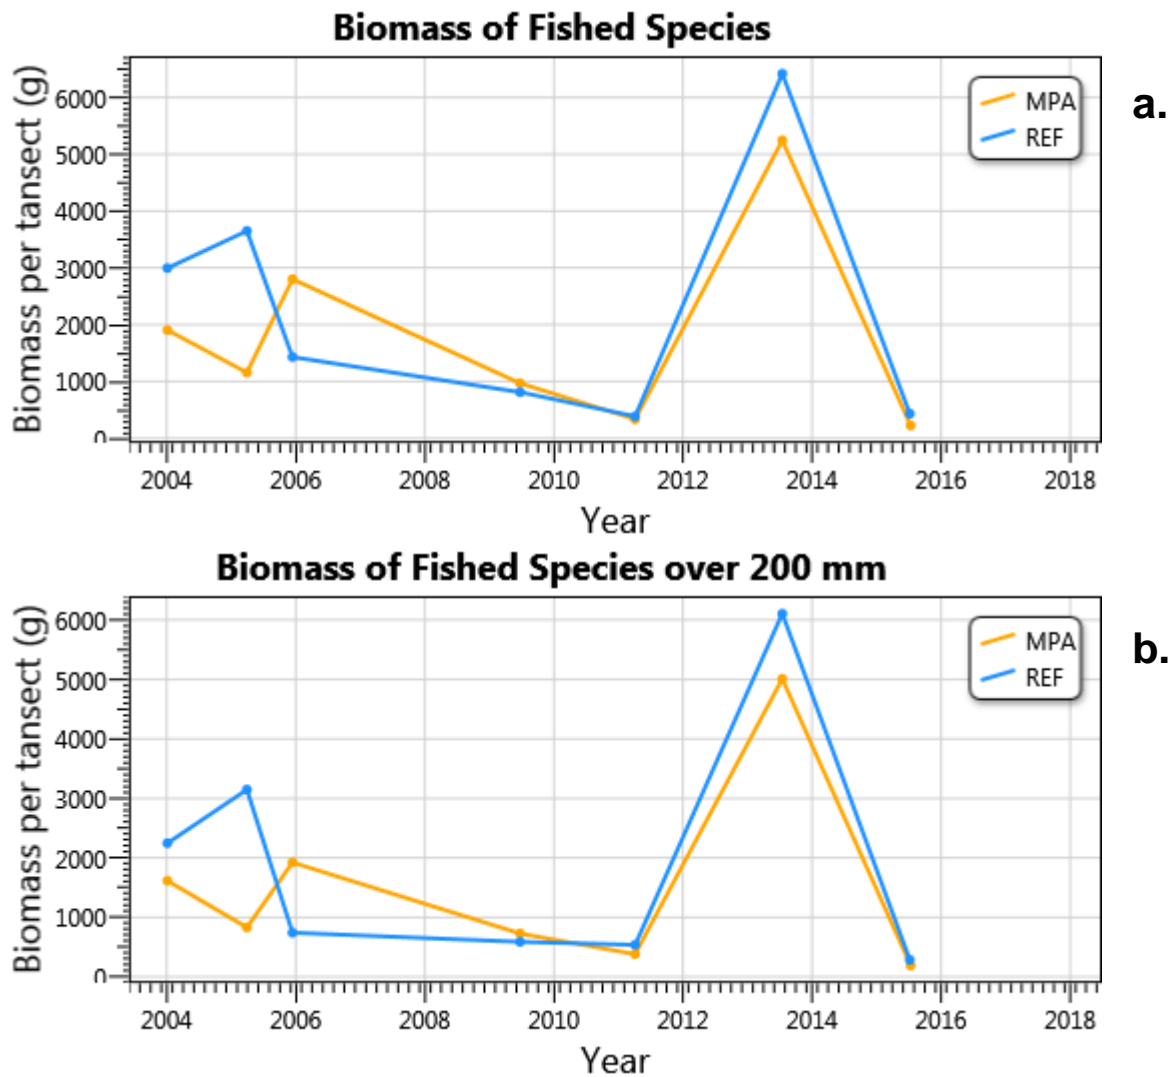 Biomass of Fished Species
a.
Biomass per tansect (g)
6000
5000
4000
3000
2000
1000
0
MPA
REF
2004 2006 2008 2010 2012 2014 2016 2018
Year
Biomass of Fished Species over 200 mm
b.
Biomass per tansect (g)
6000
5000
4000
3000
2000
1000
0
MPA
REF
2004 2006 2008 2010 2012 2014 2016 2018
Year